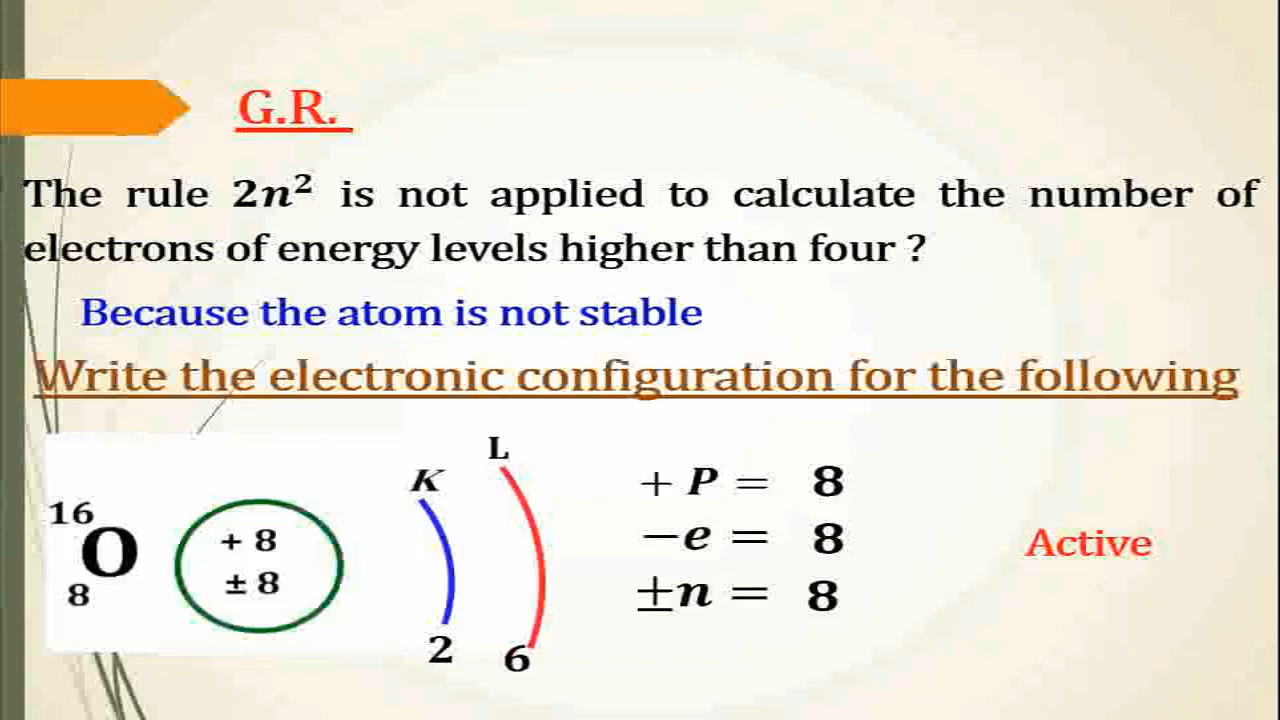 G.R.
The rule 2n² is not applied to calculate the number of
electrons of energy levels higher than four ?
Because the atom is not stable
Write the electronic configuration for the following
L
K
16
O
8
+ 8
± 8
2
6
+ P = 8
−e = 8
±n = 8
Active